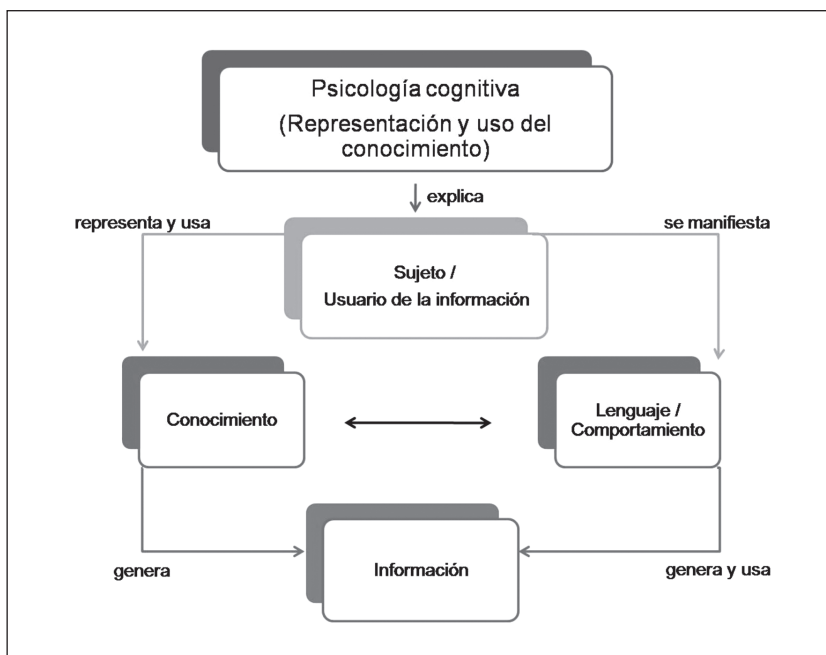 Psicología cognitiva
(Representación y uso del
conocimiento)
explica
representa y usa
se manifiesta
Sujeto /
Usuario de la información
Conocimiento
Lenguaje /
Comportamiento
genera
Información
genera y usa